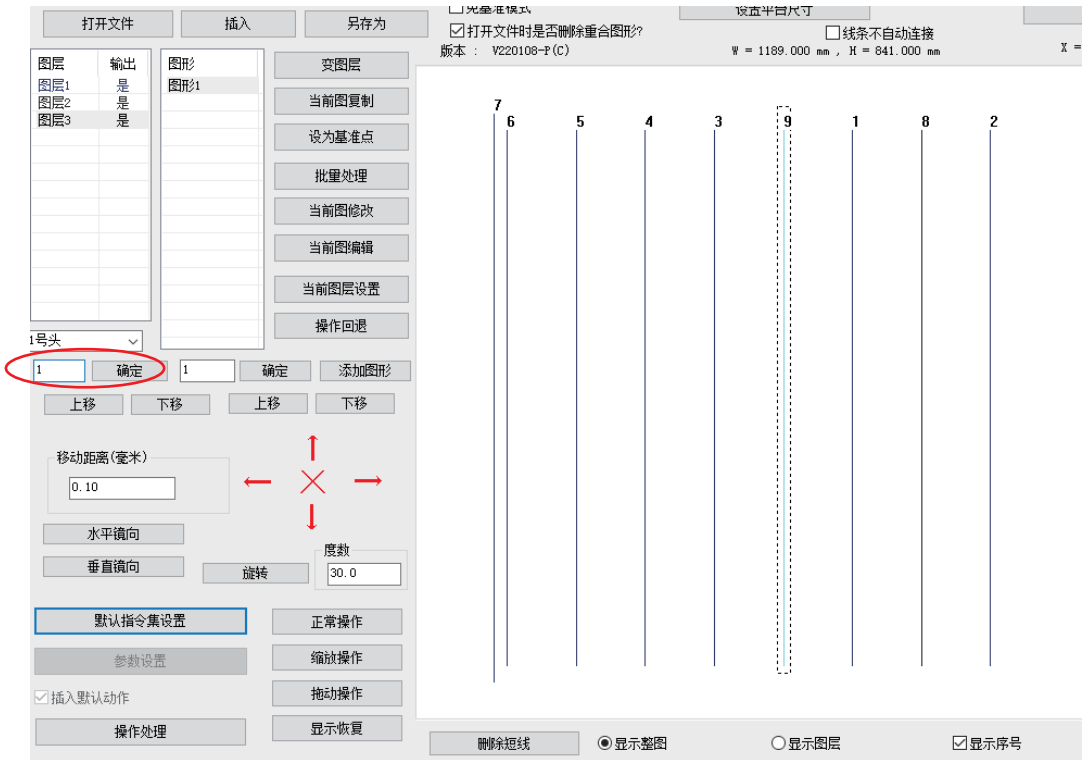 打开文件 插入 另存为
免基准模式 设置平台尺寸
打开文件时是否删除重合图形? 线条不自动连接
版本 : V220108-P(C) W = 1189.000 mm , H = 841.000 mm X =
图层 输出 图形 变图层
图层1 是 图形1
图层2 是 当前图复制
图层3 是
设为基准点
批量处理
当前图修改
当前图编辑
当前图层设置
操作回退
1号头
1 确定 1 确定 添加图形
上移 下移 上移 下移
移动距离(毫米)
0.10
水平镜向
垂直镜向 旋转 度数
30.0
默认指令集设置 正常操作
参数设置 缩放操作
插入默认动作 拖动操作
操作处理 显示恢复
7
6 5 4 3 9 1 8 2
删除短线 显示整图 显示图层 显示序号